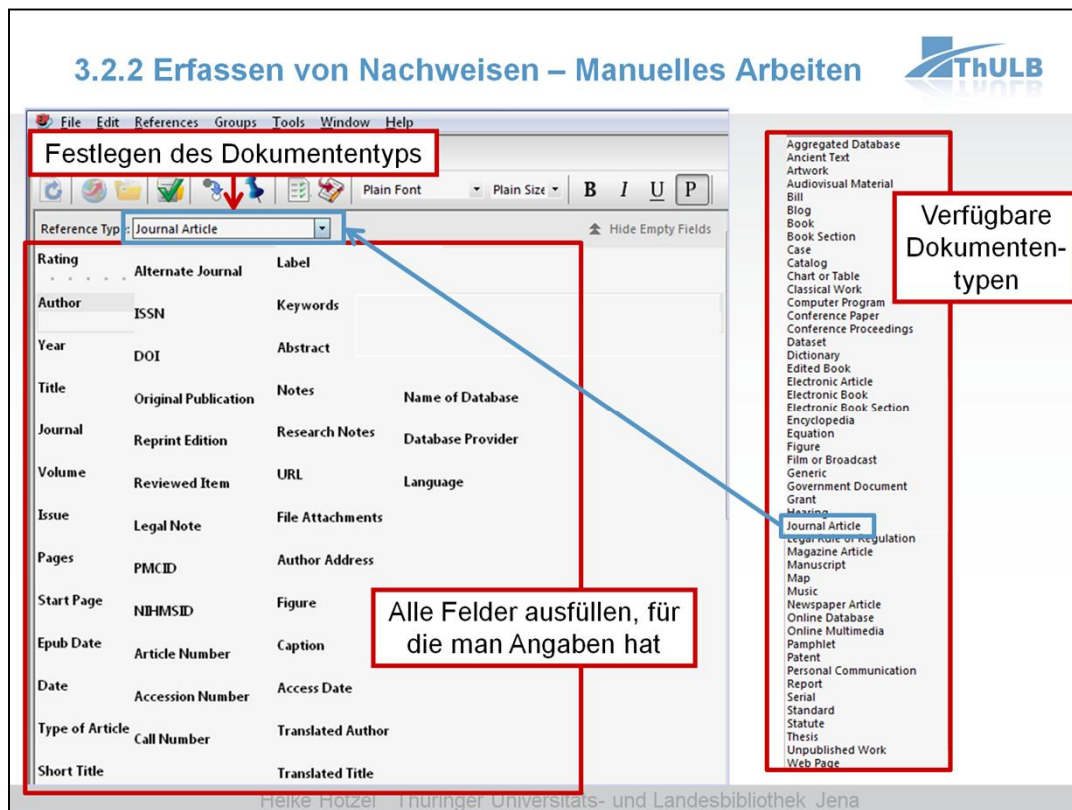 3.2.2 Erfassen von Nachweisen – Manuelles Arbeiten
ThULB
File Edit References Groups Tools Window Help
Festlegen des Dokumententyps
Plain Font Plain Size B I U P
Reference Type: Journal Article Hide Empty Fields
Rating
Author
Year
Title
Journal
Volume
Issue
Pages
Start Page
Epub Date
Date
Type of Article
Short Title
Alternate Journal
ISSN
DOI
Original Publication
Reprint Edition
Reviewed Item
Legal Note
PMCID
NIHMSID
Article Number
Accession Number
Call Number
Label
Keywords
Abstract
Notes
Research Notes
URL
File Attachments
Author Address
Figure
Caption
Access Date
Translated Author
Translated Title
Name of Database
Database Provider
Language
Alle Felder ausfüllen, für
die man Angaben hat
Aggregated Database
Ancient Text
Artwork
Audiovisual Material
Bill
Blog
Book
Book Section
Case
Catalog
Chart or Table
Classical Work
Computer Program
Conference Paper
Conference Proceedings
Dataset
Dictionary
Edited Book
Electronic Article
Electronic Book
Electronic Book Section
Encyclopedia
Equation
Figure
Film or Broadcast
Generic
Government Document
Grant
Hearing
Journal Article
Legal Rule or Regulation
Magazine Article
Manuscript
Map
Music
Newspaper Article
Online Database
Online Multimedia
Pamphlet
Patent
Personal Communication
Report
Serial
Standard
Statute
Thesis
Unpublished Work
Web Page
Verfügbare
Dokumenten-
typen
Heike Hotzel Thüringer Universitäts- und Landesbibliothek Jena